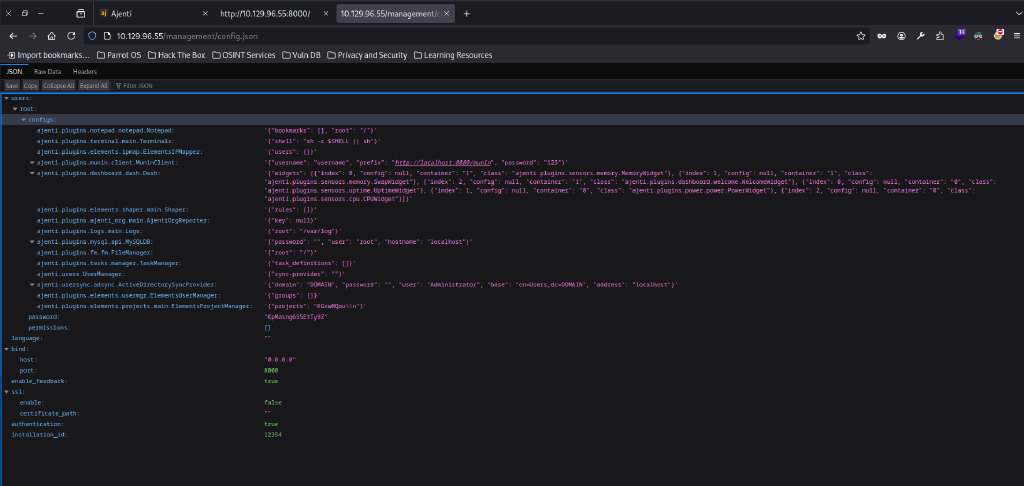 Ajenti
http://10.129.96.55:8000/
10.129.96.55/management/c
10.129.96.55/management/config.json
Import bookmarks... Parrot OS Hack The Box OSINT Services Vuln DB Privacy and Security Learning Resources
JSON Raw Data Headers
Save Copy Collapse All Expand All Filter JSON
users:
root:
configs:
ajenti.plugins.notepad.notepad.Notepad: '{"bookmarks": [], "root": "/"}'
ajenti.plugins.terminal.main.Terminals: '{"shell": "sh -c $SHELL || sh"}'
ajenti.plugins.elements.ipmap.ElementsIPMapper: '{"users": {}}'
ajenti.plugins.munin.client.MuninClient: '{"username": "username", "prefix": "http://localhost:8080/munin", "password": "123"}'
ajenti.plugins.dashboard.dash.Dash: '{"widgets": [{"index": 0, "config": null, "container": "1", "class": "ajenti.plugins.sensors.memory.MemoryWidget"}, {"index": 1, "config": null, "container": "1", "class":
"ajenti.plugins.sensors.memory.SwapWidget"}, {"index": 2, "config": null, "container": "1", "class": "ajenti.plugins.dashboard.welcome.WelcomeWidget"}, {"index": 0, "config": null, "container": "0", "class":
"ajenti.plugins.sensors.uptime.UptimeWidget"}, {"index": 1, "config": null, "container": "0", "class": "ajenti.plugins.power.power.PowerWidget"}, {"index": 2, "config": null, "container": "0", "class":
"ajenti.plugins.sensors.cpu.CPUWidget"}]}'
ajenti.plugins.elements.shaper.main.Shaper: '{"rules": []}'
ajenti.plugins.ajenti_org.main.AjentiOrgReporter: '{"key": null}'
ajenti.plugins.logs.main.Logs: '{"root": "/var/log"}'
ajenti.plugins.mysql.api.MySQLDB: '{"password": "", "user": "root", "hostname": "localhost"}'
ajenti.plugins.fm.fm.FileManager: '{"root": "/"}'
ajenti.plugins.tasks.manager.TaskManager: '{"task_definitions": []}'
ajenti.users.UserManager: '{"sync-provider": ""}'
ajenti.usersync.adsync.ActiveDirectorySyncProvider: '{"domain": "DOMAIN", "password": "", "user": "Administrator", "base": "cn=Users,dc=DOMAIN", "address": "localhost"}'
ajenti.plugins.elements.usermgr.ElementsUserManager: '{"groups": []}'
ajenti.plugins.elements.projects.main.ElementsProjectManager: '{"projects": "KGxwMQou\\n"}'
password: "KpMasng6S5EtTy9Z"
permissions: []
language: ""
bind:
host: "0.0.0.0"
port: 8000
enable_feedback: true
ssl:
enable: false
certificate_path: ""
authentication: true
installation_id: 12354